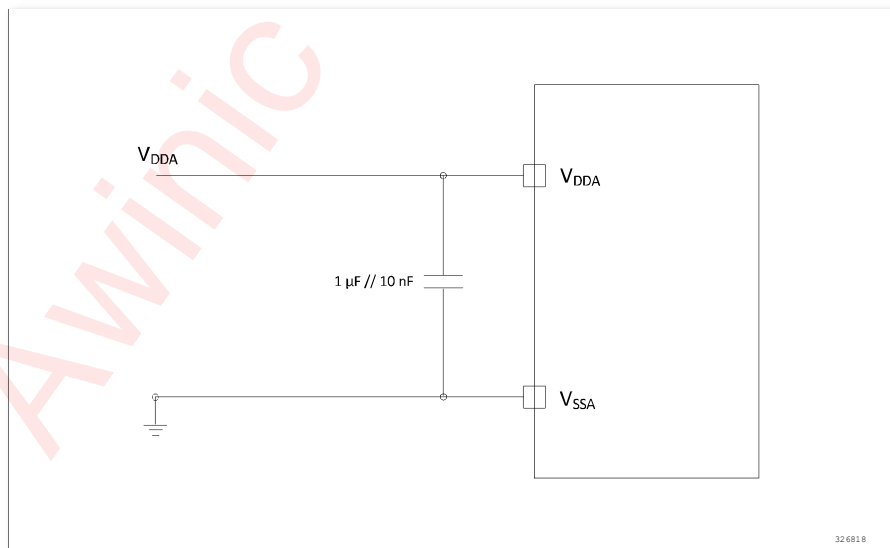 Awinic
VDDA
VDDA
1 µF // 10 nF
VSSA
326818